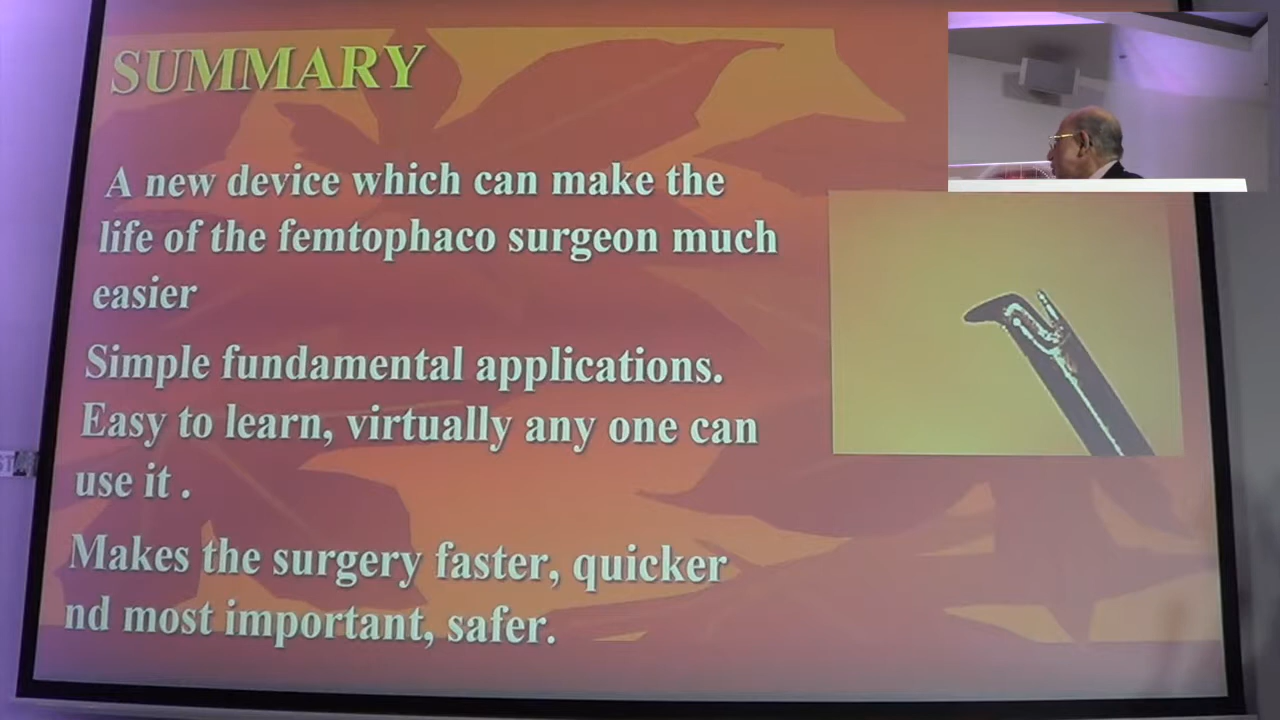 SUMMARY
A new device which can make the
life of the femtophaco surgeon much
easier
Simple fundamental applications.
Easy to learn, virtually any one can
use it .
Makes the surgery faster, quicker
nd most important, safer.